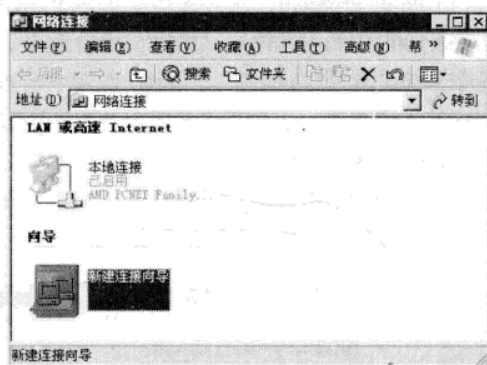 网络连接
文件(F) 编辑(E) 查看(V) 收藏(A) 工具(T) 高级(N) 帮 »
后退 搜索 文件夹
地址(D) 网络连接 转到
LAN 或高速 Internet
本地连接
已启用
AMD PCNET Family...
向导
新建连接向导
新建连接向导